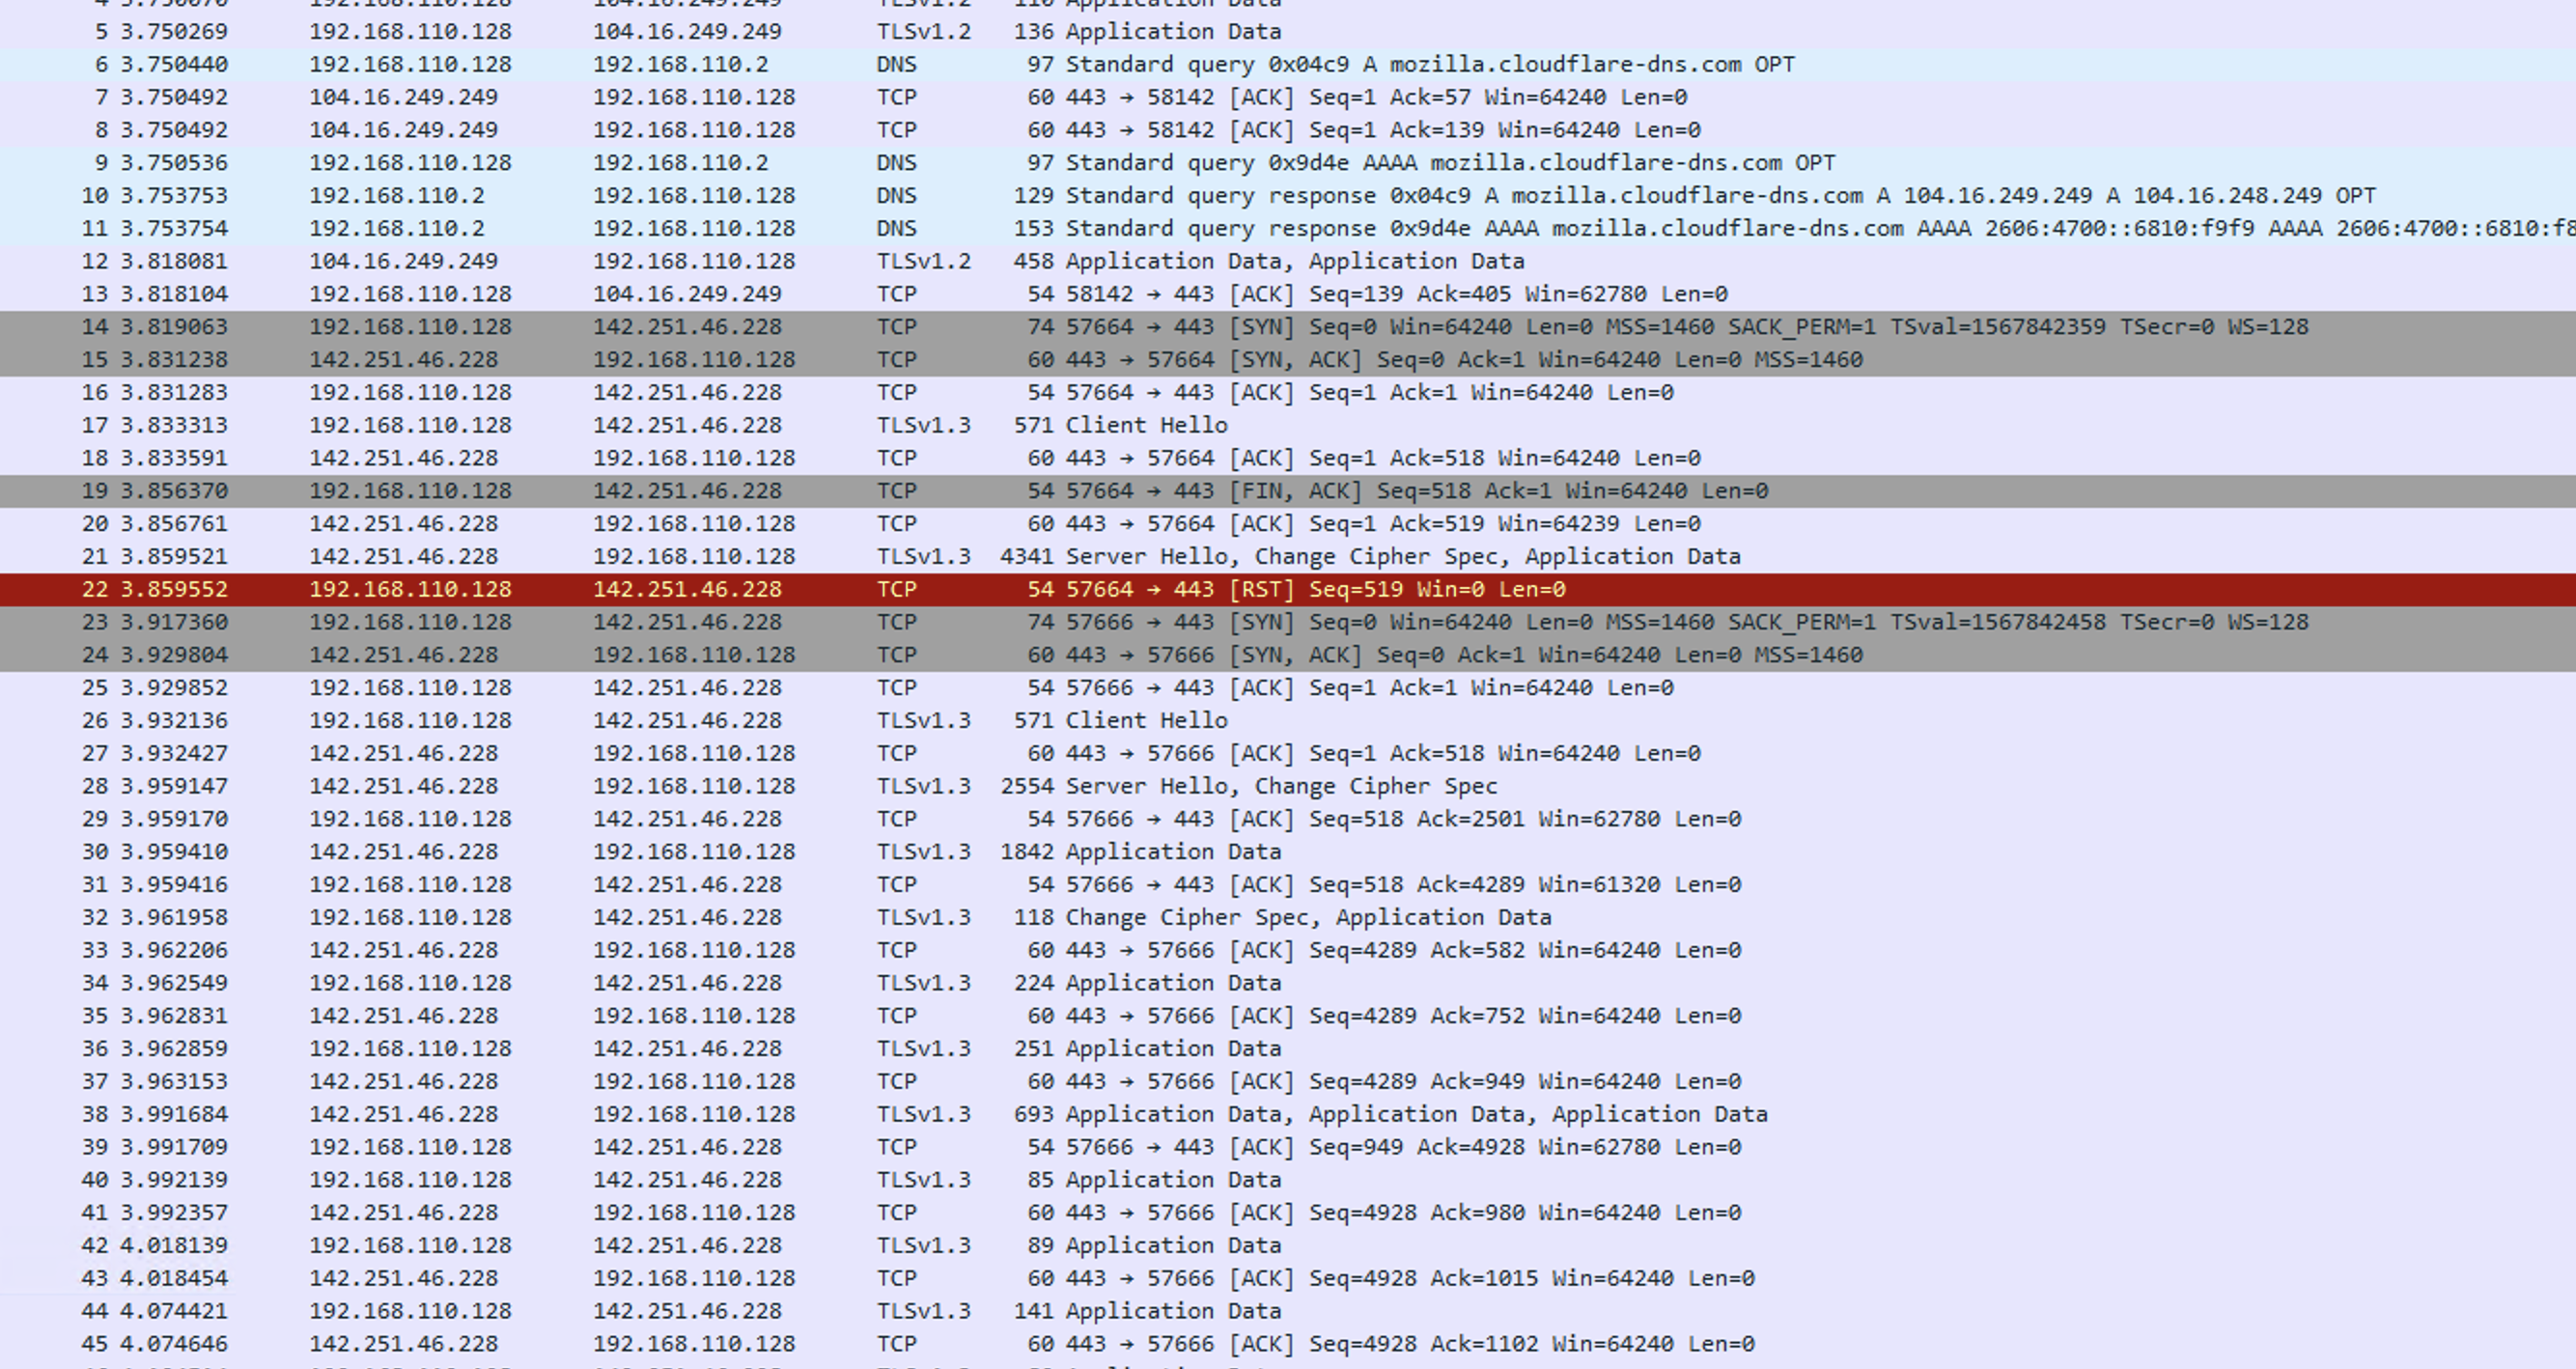 4 3.750070 192.168.110.128 104.16.249.249 TLSv1.2 110 Application Data
5 3.750269 192.168.110.128 104.16.249.249 TLSv1.2 136 Application Data
6 3.750440 192.168.110.128 192.168.110.2 DNS 97 Standard query 0x04c9 A mozilla.cloudflare-dns.com OPT
7 3.750492 104.16.249.249 192.168.110.128 TCP 60 443 → 58142 [ACK] Seq=1 Ack=57 Win=64240 Len=0
8 3.750492 104.16.249.249 192.168.110.128 TCP 60 443 → 58142 [ACK] Seq=1 Ack=139 Win=64240 Len=0
9 3.750536 192.168.110.128 192.168.110.2 DNS 97 Standard query 0x9d4e AAAA mozilla.cloudflare-dns.com OPT
10 3.753753 192.168.110.2 192.168.110.128 DNS 129 Standard query response 0x04c9 A mozilla.cloudflare-dns.com A 104.16.249.249 A 104.16.248.249 OPT
11 3.753754 192.168.110.2 192.168.110.128 DNS 153 Standard query response 0x9d4e AAAA mozilla.cloudflare-dns.com AAAA 2606:4700::6810:f9f9 AAAA 2606:4700::6810:f8
12 3.818081 104.16.249.249 192.168.110.128 TLSv1.2 458 Application Data, Application Data
13 3.818104 192.168.110.128 104.16.249.249 TCP 54 58142 → 443 [ACK] Seq=139 Ack=405 Win=62780 Len=0
14 3.819063 192.168.110.128 142.251.46.228 TCP 74 57664 → 443 [SYN] Seq=0 Win=64240 Len=0 MSS=1460 SACK_PERM=1 TSval=1567842359 TSecr=0 WS=128
15 3.831238 142.251.46.228 192.168.110.128 TCP 60 443 → 57664 [SYN, ACK] Seq=0 Ack=1 Win=64240 Len=0 MSS=1460
16 3.831283 192.168.110.128 142.251.46.228 TCP 54 57664 → 443 [ACK] Seq=1 Ack=1 Win=64240 Len=0
17 3.833313 192.168.110.128 142.251.46.228 TLSv1.3 571 Client Hello
18 3.833591 142.251.46.228 192.168.110.128 TCP 60 443 → 57664 [ACK] Seq=1 Ack=518 Win=64240 Len=0
19 3.856370 192.168.110.128 142.251.46.228 TCP 54 57664 → 443 [FIN, ACK] Seq=518 Ack=1 Win=64240 Len=0
20 3.856761 142.251.46.228 192.168.110.128 TCP 60 443 → 57664 [ACK] Seq=1 Ack=519 Win=64239 Len=0
21 3.859521 142.251.46.228 192.168.110.128 TLSv1.3 4341 Server Hello, Change Cipher Spec, Application Data
22 3.859552 192.168.110.128 142.251.46.228 TCP 54 57664 → 443 [RST] Seq=519 Win=0 Len=0
23 3.917360 192.168.110.128 142.251.46.228 TCP 74 57666 → 443 [SYN] Seq=0 Win=64240 Len=0 MSS=1460 SACK_PERM=1 TSval=1567842458 TSecr=0 WS=128
24 3.929804 142.251.46.228 192.168.110.128 TCP 60 443 → 57666 [SYN, ACK] Seq=0 Ack=1 Win=64240 Len=0 MSS=1460
25 3.929852 192.168.110.128 142.251.46.228 TCP 54 57666 → 443 [ACK] Seq=1 Ack=1 Win=64240 Len=0
26 3.932136 192.168.110.128 142.251.46.228 TLSv1.3 571 Client Hello
27 3.932427 142.251.46.228 192.168.110.128 TCP 60 443 → 57666 [ACK] Seq=1 Ack=518 Win=64240 Len=0
28 3.959147 142.251.46.228 192.168.110.128 TLSv1.3 2554 Server Hello, Change Cipher Spec
29 3.959170 192.168.110.128 142.251.46.228 TCP 54 57666 → 443 [ACK] Seq=518 Ack=2501 Win=62780 Len=0
30 3.959410 142.251.46.228 192.168.110.128 TLSv1.3 1842 Application Data
31 3.959416 192.168.110.128 142.251.46.228 TCP 54 57666 → 443 [ACK] Seq=518 Ack=4289 Win=61320 Len=0
32 3.961958 192.168.110.128 142.251.46.228 TLSv1.3 118 Change Cipher Spec, Application Data
33 3.962206 142.251.46.228 192.168.110.128 TCP 60 443 → 57666 [ACK] Seq=4289 Ack=582 Win=64240 Len=0
34 3.962549 192.168.110.128 142.251.46.228 TLSv1.3 224 Application Data
35 3.962831 142.251.46.228 192.168.110.128 TCP 60 443 → 57666 [ACK] Seq=4289 Ack=752 Win=64240 Len=0
36 3.962859 192.168.110.128 142.251.46.228 TLSv1.3 251 Application Data
37 3.963153 142.251.46.228 192.168.110.128 TCP 60 443 → 57666 [ACK] Seq=4289 Ack=949 Win=64240 Len=0
38 3.991684 142.251.46.228 192.168.110.128 TLSv1.3 693 Application Data, Application Data, Application Data
39 3.991709 192.168.110.128 142.251.46.228 TCP 54 57666 → 443 [ACK] Seq=949 Ack=4928 Win=62780 Len=0
40 3.992139 192.168.110.128 142.251.46.228 TLSv1.3 85 Application Data
41 3.992357 142.251.46.228 192.168.110.128 TCP 60 443 → 57666 [ACK] Seq=4928 Ack=980 Win=64240 Len=0
42 4.018139 192.168.110.128 142.251.46.228 TLSv1.3 89 Application Data
43 4.018454 142.251.46.228 192.168.110.128 TCP 60 443 → 57666 [ACK] Seq=4928 Ack=1015 Win=64240 Len=0
44 4.074421 192.168.110.128 142.251.46.228 TLSv1.3 141 Application Data
45 4.074646 142.251.46.228 192.168.110.128 TCP 60 443 → 57666 [ACK] Seq=4928 Ack=1102 Win=64240 Len=0